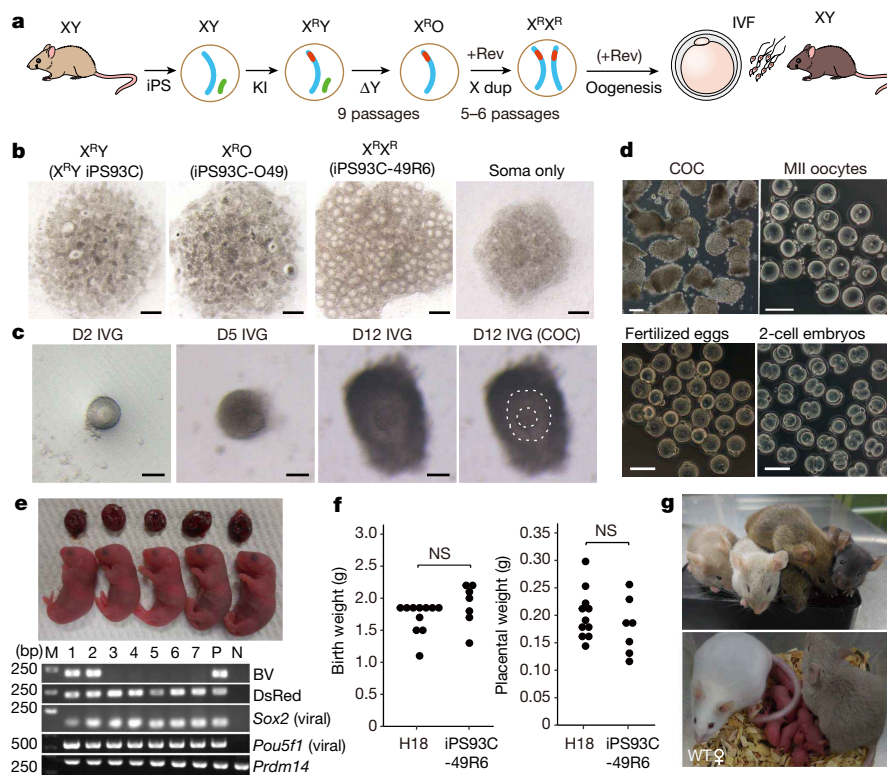 a
XY
iPS
XY
KI
XᴿY
ΔY
XᴿO
+Rev
X dup
XᴿXᴿ
(+Rev)
Oogenesis
IVF
XY
9 passages
5–6 passages
b
XᴿY
(XᴿY iPS93C)
XᴿO
(iPS93C-O49)
XᴿXᴿ
(iPS93C-49R6)
Soma only
c
D2 IVG
D5 IVG
D12 IVG
D12 IVG (COC)
d
COC
MII oocytes
Fertilized eggs
2-cell embryos
e
(bp) M 1 2 3 4 5 6 7 P N
250 BV
250 DsRed
250 Sox2 (viral)
500 Pou5f1 (viral)
250 Prdm14
f
Birth weight (g)
3.0
2.5
2.0
1.5
1.0
0.5
0
NS
H18
iPS93C
-49R6
Placental weight (g)
0.35
0.30
0.25
0.20
0.15
0.10
0.05
0
NS
H18
iPS93C
-49R6
g
WT♀